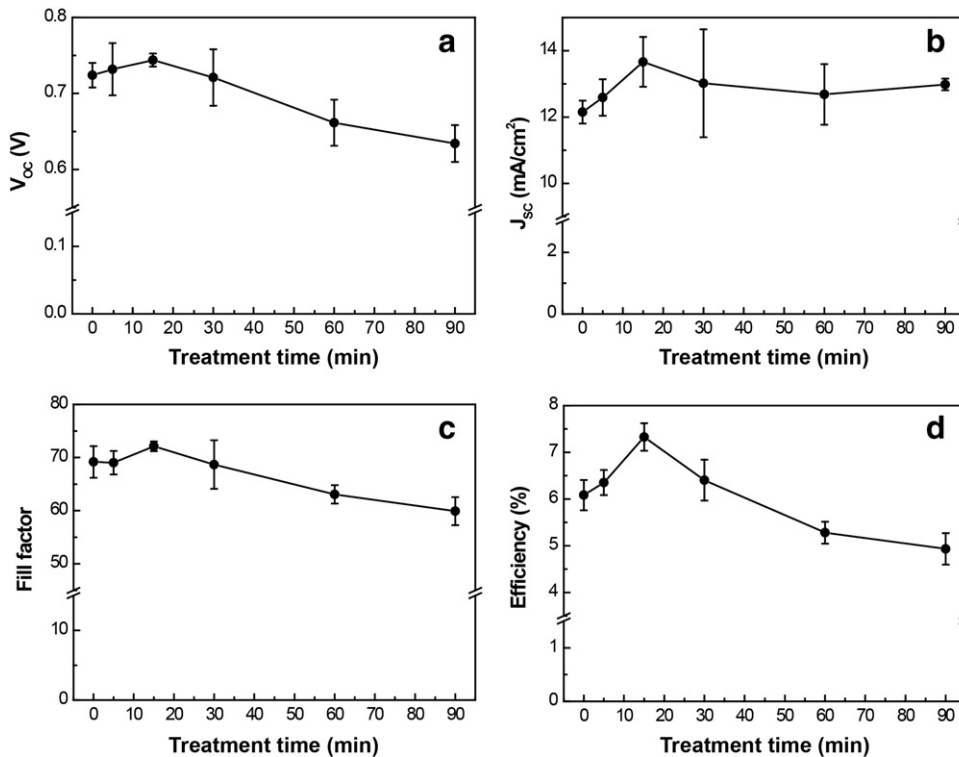 a
0.8
0.7
0.6
0.1
0.0
V_OC (V)
0 10 20 30 40 50 60 70 80 90
Treatment time (min)
b
14
12
10
2
0
J_SC (mA/cm²)
0 10 20 30 40 50 60 70 80 90
Treatment time (min)
c
80
70
60
50
10
0
Fill factor
0 10 20 30 40 50 60 70 80 90
Treatment time (min)
d
8
7
6
5
4
1
0
Efficiency (%)
0 10 20 30 40 50 60 70 80 90
Treatment time (min)